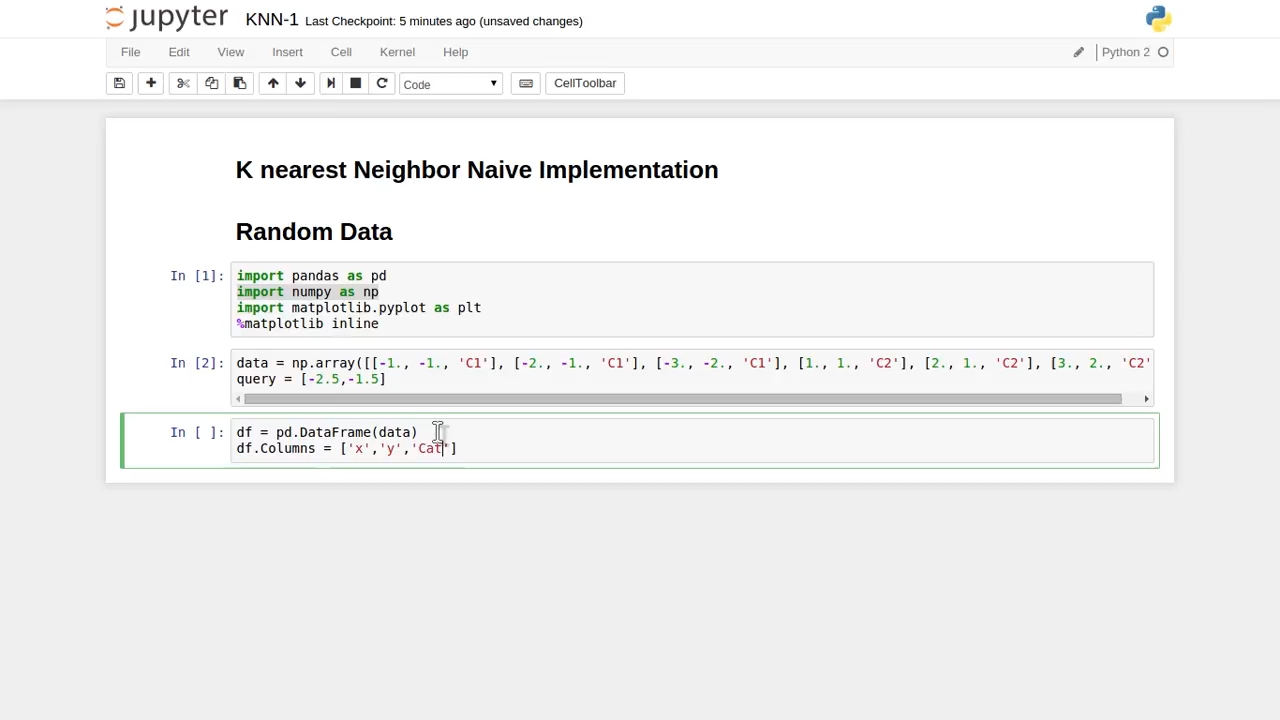 jupyter KNN-1 Last Checkpoint: 5 minutes ago (unsaved changes)
File Edit View Insert Cell Kernel Help Python 2
Code CellToolbar
K nearest Neighbor Naive Implementation
Random Data
In [1]: import pandas as pd
import numpy as np
import matplotlib.pyplot as plt
%matplotlib inline
In [2]: data = np.array([[-1., -1., 'C1'], [-2., -1., 'C1'], [-3., -2., 'C1'], [1., 1., 'C2'], [2., 1., 'C2'], [3., 2., 'C2'
query = [-2.5,-1.5]
In [ ]: df = pd.DataFrame(data)
df.Columns = ['x','y','Cat']